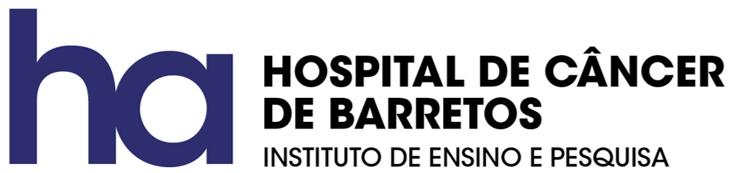 ha
HOSPITAL DE CÂNCER
DE BARRETOS
INSTITUTO DE ENSINO E PESQUISA